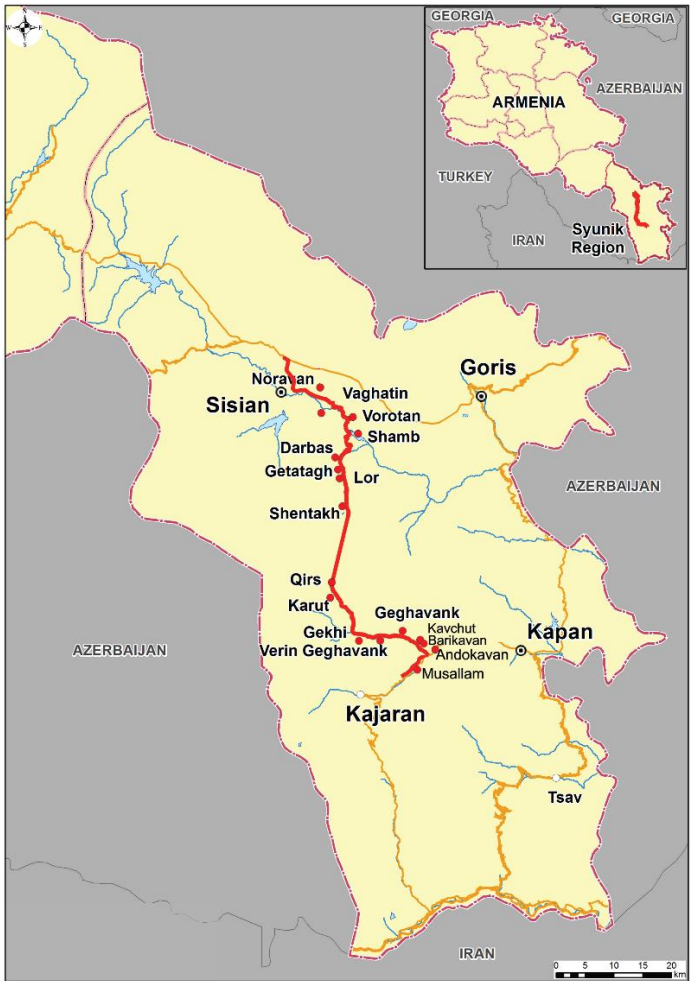 N
W
E
S
GEORGIA
GEORGIA
AZERBAIJAN
ARMENIA
TURKEY
IRAN
Syunik
Region
Noravan
Vaghatin
Goris
Sisian
Vorotan
Shamb
Darbas
Getatagh
Lor
AZERBAIJAN
Shentakh
Qirs
Karut
Geghavank
Kavchut
Gekhi
Barikavan
Kapan
AZERBAIJAN
Verin Geghavank
Andokavan
Musallam
Kajaran
Tsav
IRAN
0 5 10 15 20
km